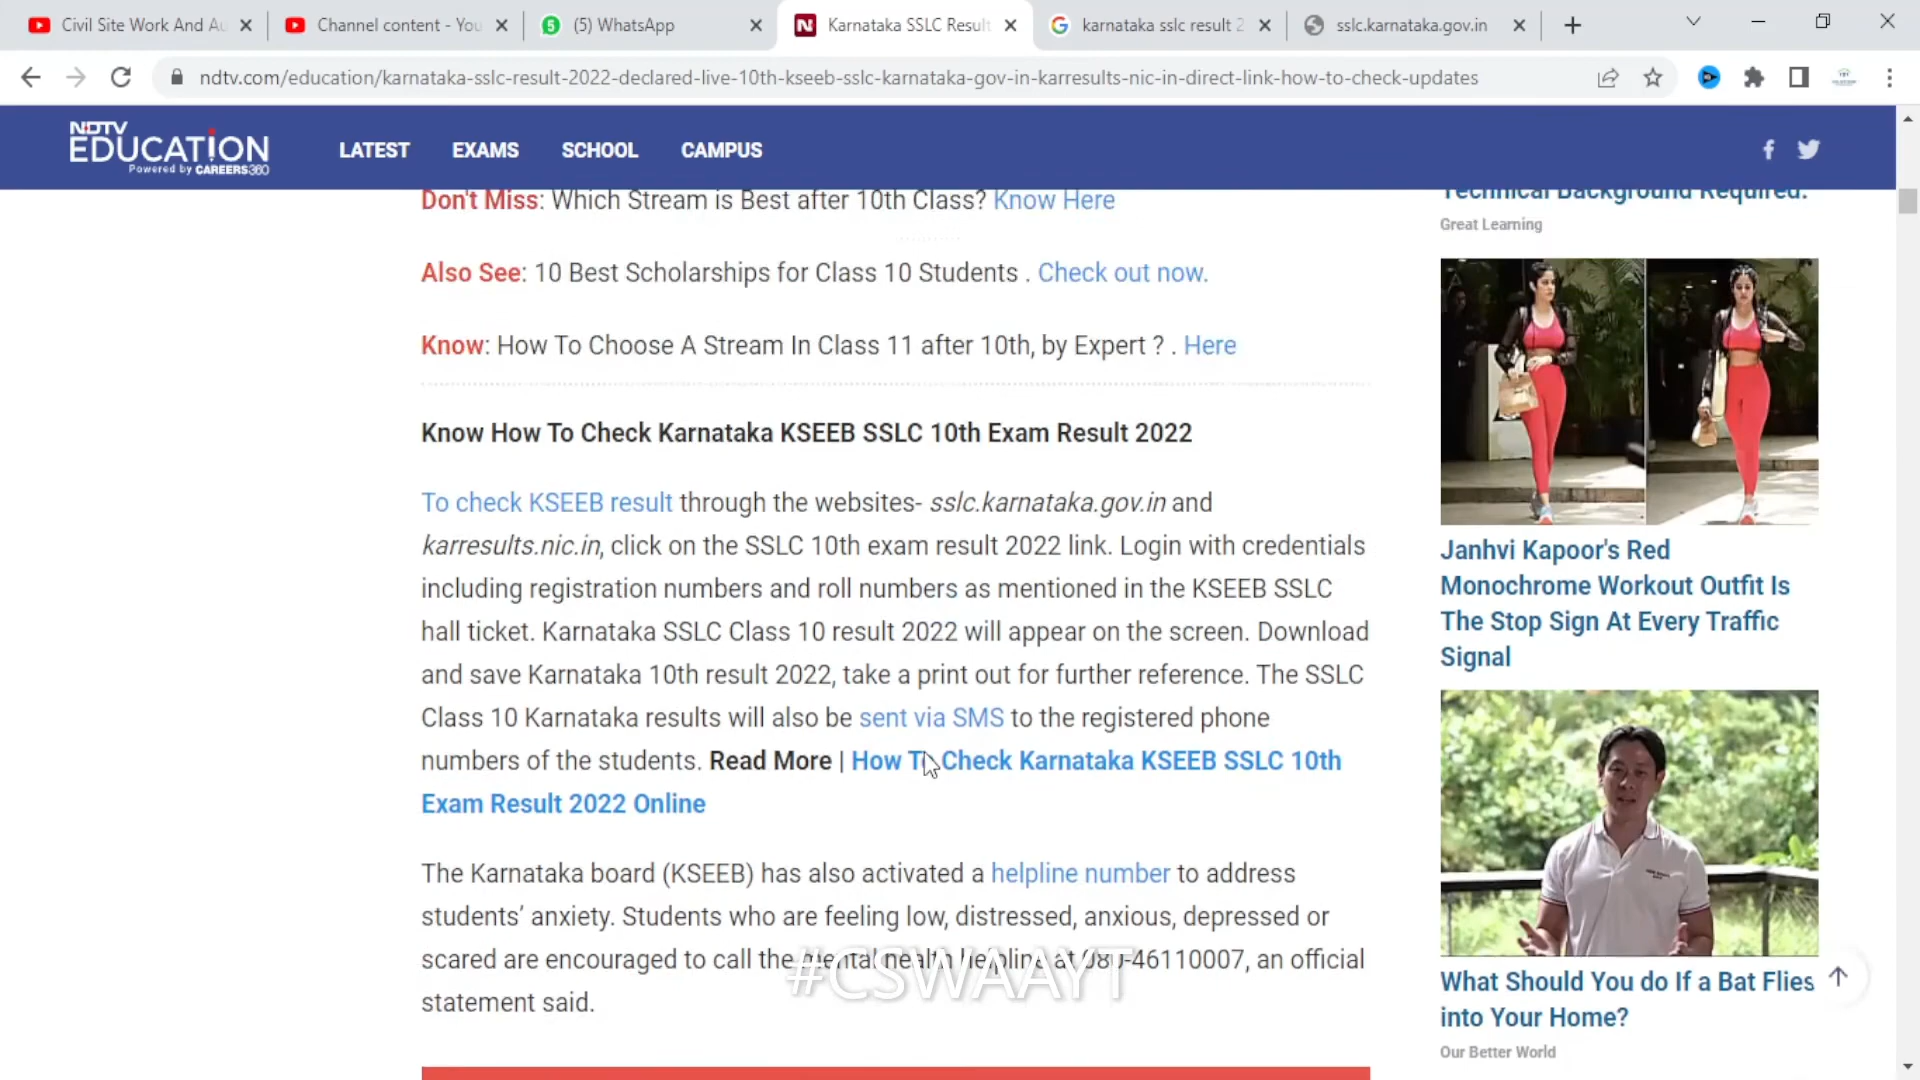 Civil Site Work And Au
Channel content - You
(5) WhatsApp
Karnataka SSLC Result
karnataka sslc result 2
sslc.karnataka.gov.in
ndtv.com/education/karnataka-sslc-result-2022-declared-live-10th-kseeb-sslc-karnataka-gov-in-karresults-nic-in-direct-link-how-to-check-updates
NDTV
EDUCATION
Powered by CAREERS360
LATEST EXAMS SCHOOL CAMPUS
Don't Miss: Which Stream is Best after 10th Class? Know Here
Also See: 10 Best Scholarships for Class 10 Students . Check out now.
Know: How To Choose A Stream In Class 11 after 10th, by Expert ? . Here
Know How To Check Karnataka KSEEB SSLC 10th Exam Result 2022
To check KSEEB result through the websites- sslc.karnataka.gov.in and
karresults.nic.in, click on the SSLC 10th exam result 2022 link. Login with credentials
including registration numbers and roll numbers as mentioned in the KSEEB SSLC
hall ticket. Karnataka SSLC Class 10 result 2022 will appear on the screen. Download
and save Karnataka 10th result 2022, take a print out for further reference. The SSLC
Class 10 Karnataka results will also be sent via SMS to the registered phone
numbers of the students. Read More | How To Check Karnataka KSEEB SSLC 10th
Exam Result 2022 Online
The Karnataka board (KSEEB) has also activated a helpline number to address
students’ anxiety. Students who are feeling low, distressed, anxious, depressed or
scared are encouraged to call the mental health helpline at 080-46110007, an official
statement said.
#CSWAAYT
Technical Background Required.
Great Learning
Janhvi Kapoor's Red
Monochrome Workout Outfit Is
The Stop Sign At Every Traffic
Signal
What Should You do If a Bat Flies
into Your Home?
Our Better World